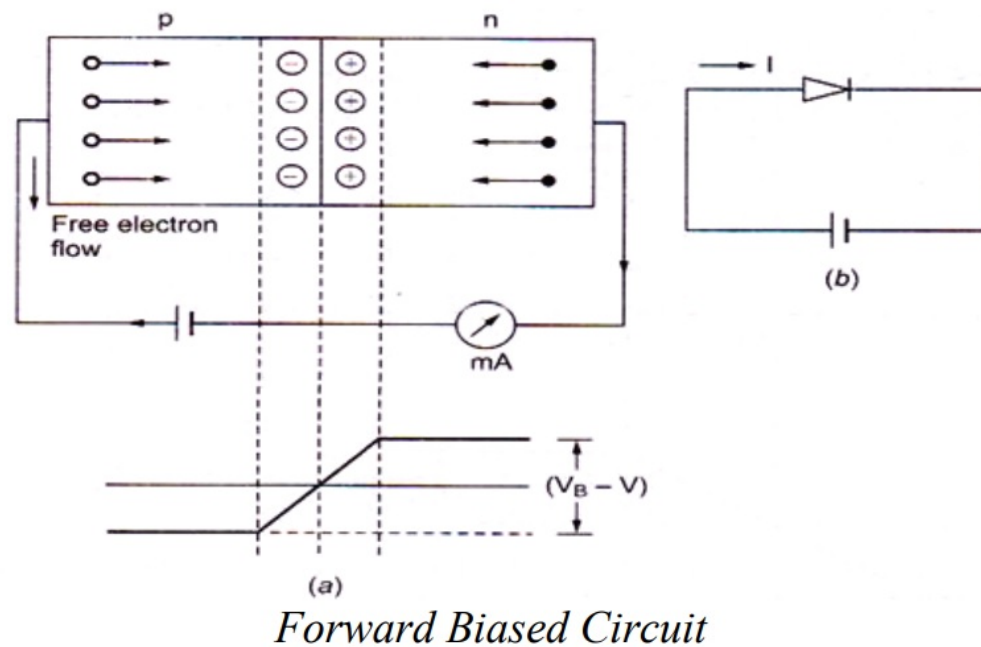 p n
I
Free electron
flow
(b)
mA
(V_B – V)
(a)
Forward Biased Circuit